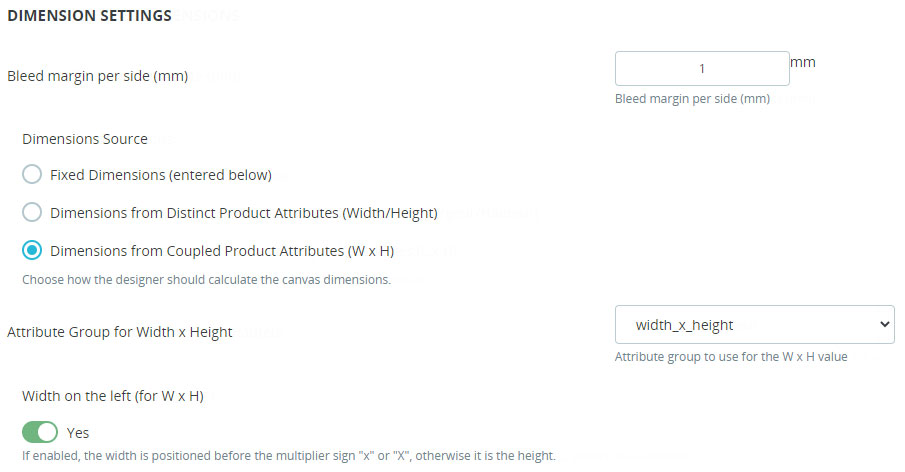 DIMENSION SETTINGS
Bleed margin per side (mm)
1
mm
Bleed margin per side (mm)
Dimensions Source
Fixed Dimensions (entered below)
Dimensions from Distinct Product Attributes (Width/Height)
Dimensions from Coupled Product Attributes (W x H)
Choose how the designer should calculate the canvas dimensions.
Attribute Group for Width x Height
width_x_height
Attribute group to use for the W x H value
Width on the left (for W x H)
Yes
If enabled, the width is positioned before the multiplier sign "x" or "X", otherwise it is the height.